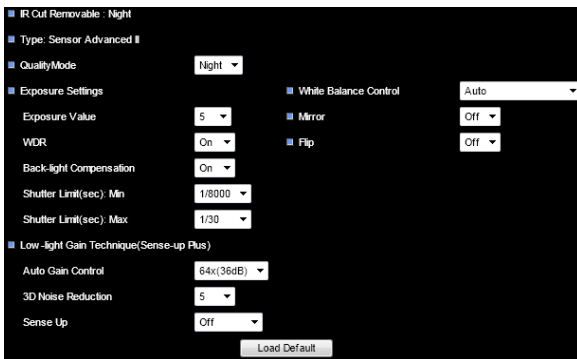 IR Cut Removable : Night
Type: Sensor Advanced II
QualityMode Night
Exposure Settings White Balance Control Auto
Exposure Value 5 Mirror Off
WDR On Flip Off
Back-light Compensation On
Shutter Limit(sec): Min 1/8000
Shutter Limit(sec): Max 1/30
Low-light Gain Technique(Sense-up Plus)
Auto Gain Control 64x(36dB)
3D Noise Reduction 5
Sense Up Off
Load Default